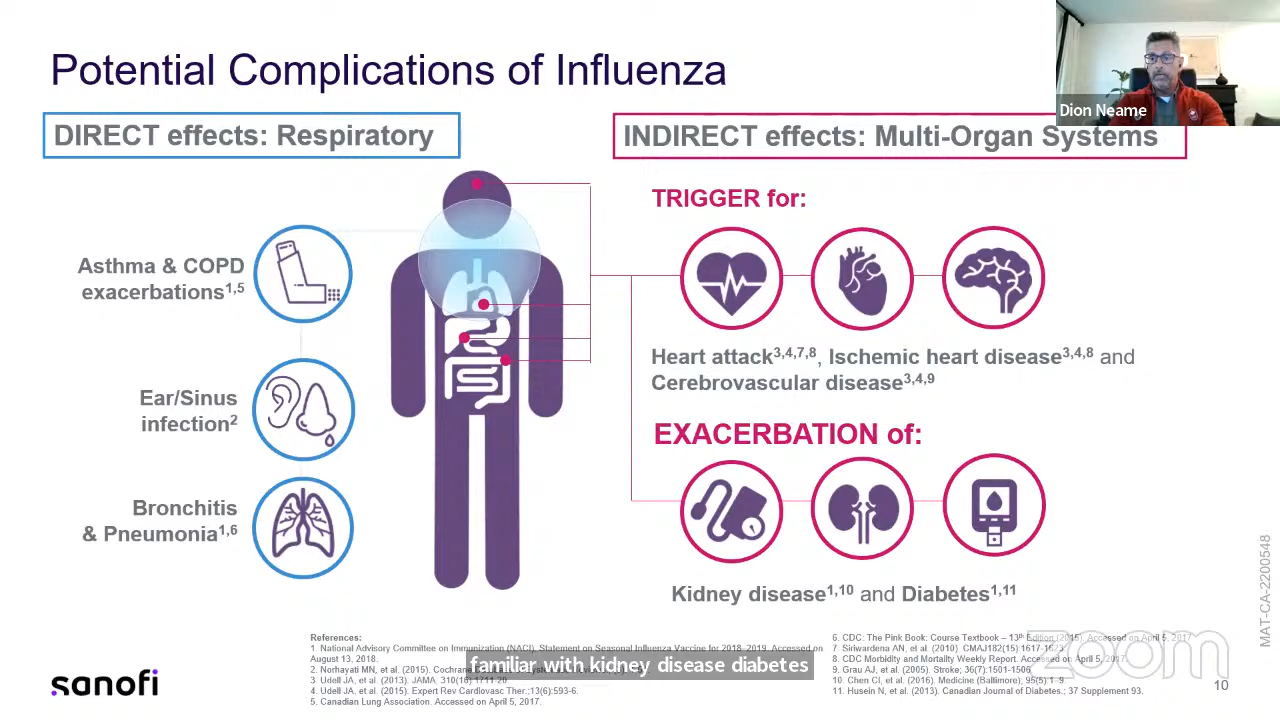 Potential Complications of Influenza
Dion Neame
DIRECT effects: Respiratory
INDIRECT effects: Multi-Organ Systems
Asthma & COPD
exacerbations1,5
Ear/Sinus
infection2
Bronchitis
& Pneumonia1,6
TRIGGER for:
Heart attack3,4,7,8, Ischemic heart disease3,4,8 and
Cerebrovascular disease3,4,9
EXACERBATION of:
Kidney disease1,10 and Diabetes1,11
References:
1. National Advisory Committee on Immunization (NACI). Statement on Seasonal Influenza Vaccine for 2018-2019. Accessed on
August 13, 2018.
2. Norhayati MN, et al. (2015). Cochrane
3. Udell JA, et al. (2013). JAMA. 310(16):1711-20
4. Udell JA, et al. (2015). Expert Rev Cardiovasc Ther.;13(6):593-6.
5. Canadian Lung Association. Accessed on April 5, 2017.
6. CDC: The Pink Book: Course Textbook – 13th Edition (2015). Accessed on April 5, 2017
7. Siriwardena AN, et al. (2010) CMAJ182(15):1617-1623.
8. CDC Morbidity and Mortality Weekly Report. Accessed on April 5, 2017.
9. Grau AJ, et al. (2005). Stroke; 36(7):1501-1506.
10. Chen CI, et al. (2016). Medicine (Baltimore), 95(5):1–9.
11. Husein N, et al. (2013). Canadian Journal of Diabetes.; 37 Supplement 93.
familiar with kidney disease diabetes
sanofi
zoom
10
MAT-CA-2200548